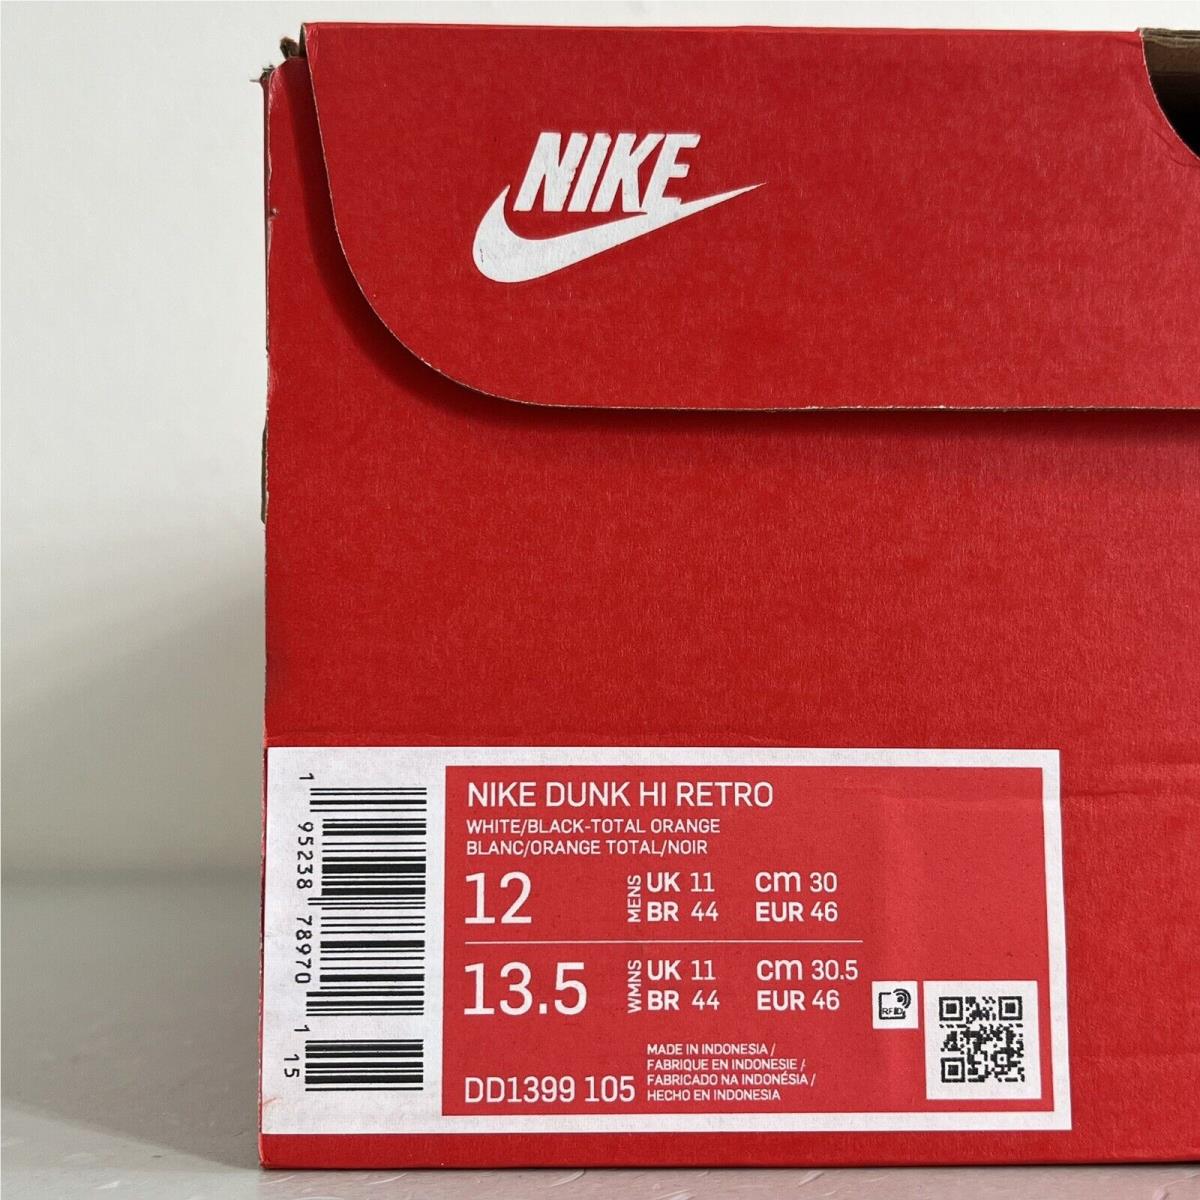 NIKE
NIKE DUNK HI RETRO
WHITE/BLACK-TOTAL ORANGE
BLANC/ORANGE TOTAL/NOIR
12 MENS UK 11 cm 30
BR 44 EUR 46
13.5 WMNS UK 11 cm 30.5
BR 44 EUR 46
RFID
DD1399 105
MADE IN INDONESIA /
FABRIQUE EN INDONESIE /
FABRICADO NA INDONÉSIA /
HECHO EN INDONESIA
1 95238 78970 1 15